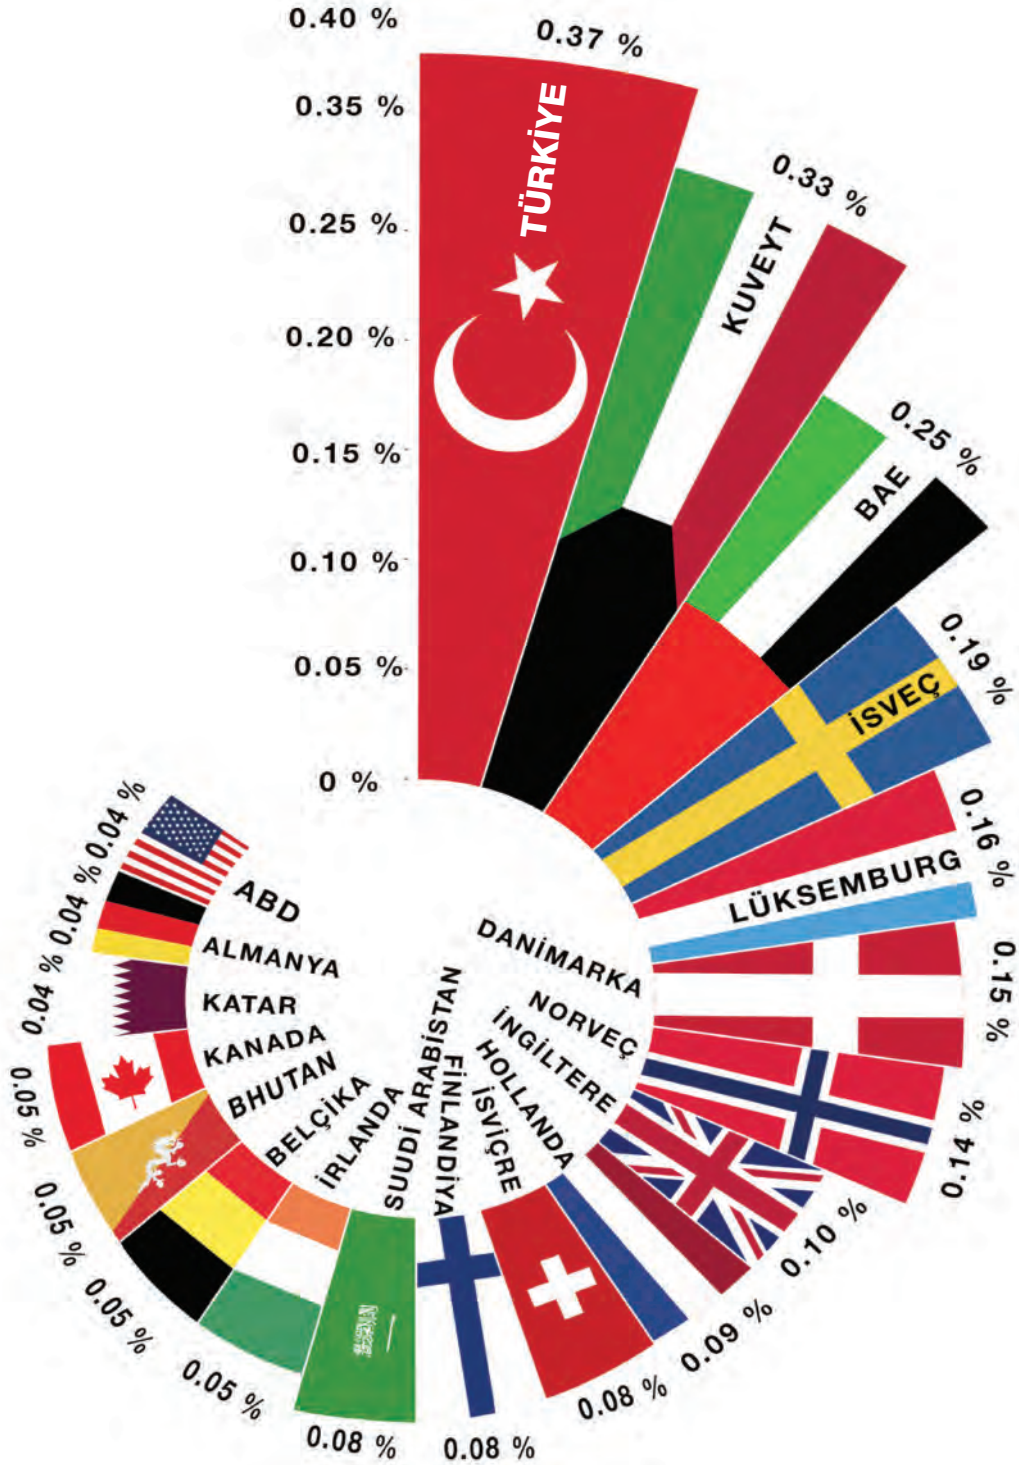 0.40 %
0.35 %
0.25 %
0.20 %
0.15 %
0.10 %
0.05 %
0 %
0.37 %
TÜRKİYE
0.33 %
KUVEYT
0.25 %
BAE
0.19 %
İSVEÇ
0.16 %
LÜKSEMBURG
0.15 %
DANİMARKA
0.14 %
NORVEÇ
0.10 %
İNGİLTERE
0.09 %
HOLLANDA
0.08 %
İSVİÇRE
0.08 %
FİNLANDİYA
0.08 %
SUUDİ ARABİSTAN
0.05 %
İRLANDA
0.05 %
BELÇİKA
0.05 %
BHUTAN
0.05 %
KANADA
0.04 %
KATAR
0.04 %
ALMANYA
0.04 %
ABD